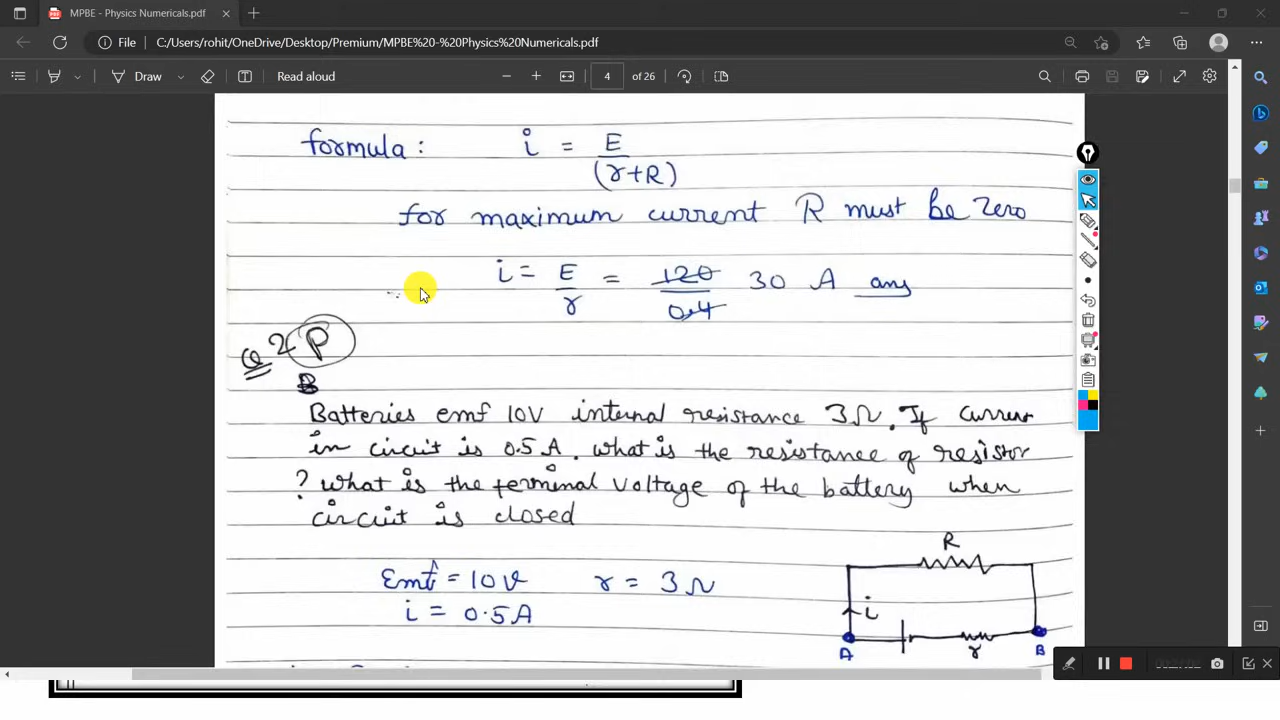 MPBE - Physics Numericals.pdf
File C:/Users/rohit/OneDrive/Desktop/Premium/MPBE%20-%20Physics%20Numericals.pdf
Draw Read aloud 4 of 26
formula : i = E / (r+R)
for maximum current R must be zero
i = E / r = 120 / 0.4 30 A ans
Q 2 P
B
Batteries emf 10V internal resistance 3Ω. If current
in circuit is 0.5 A. what is the resistance of resistor
? what is the terminal voltage of the battery when
circuit is closed
R
Emf = 10V r = 3Ω
i = 0.5A
i
A r B